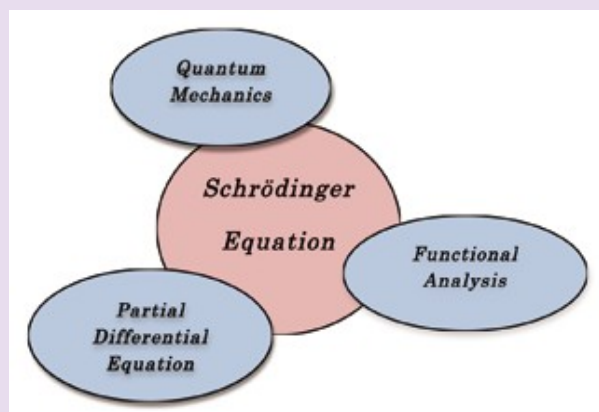 Quantum
Mechanics
Schrödinger
Equation
Functional
Analysis
Partial
Differential
Equation